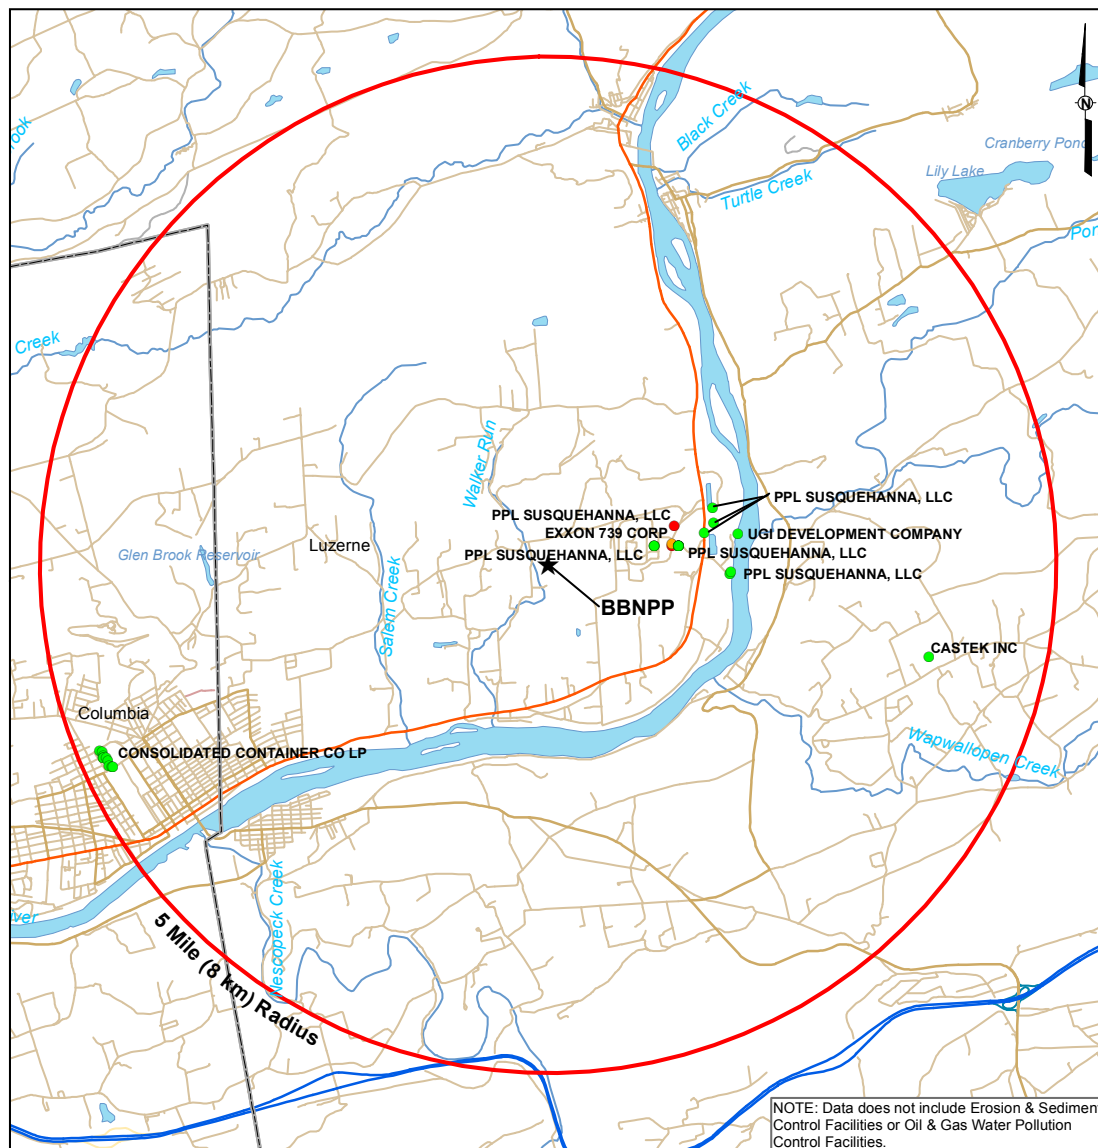 Black Creek
rook
Cranberry Pond
Lily Lake
Turtle Creek
Pon
N
Creek
Walker Run
PPL SUSQUEHANNA, LLC
PPL SUSQUEHANNA, LLC
EXXON 739 CORP
UGI DEVELOPMENT COMPANY
Luzerne
Glen Brook Reservoir
PPL SUSQUEHANNA, LLC
PPL SUSQUEHANNA, LLC
PPL SUSQUEHANNA, LLC
BBNPP
Salem Creek
CASTEK INC
Columbia
CONSOLIDATED CONTAINER CO LP
Wapwallopen Creek
Nescopeck Creek
iver
5 Mile (8 km) Radius
NOTE: Data does not include Erosion & Sediment
Control Facilities or Oil & Gas Water Pollution
Control Facilities.